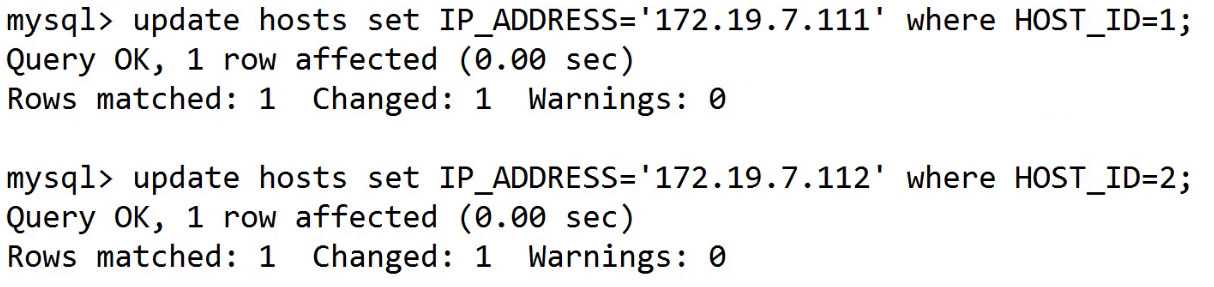 mysql> update hosts set IP_ADDRESS='172.19.7.111' where HOST_ID=1;
Query OK, 1 row affected (0.00 sec)
Rows matched: 1  Changed: 1  Warnings: 0

mysql> update hosts set IP_ADDRESS='172.19.7.112' where HOST_ID=2;
Query OK, 1 row affected (0.00 sec)
Rows matched: 1  Changed: 1  Warnings: 0